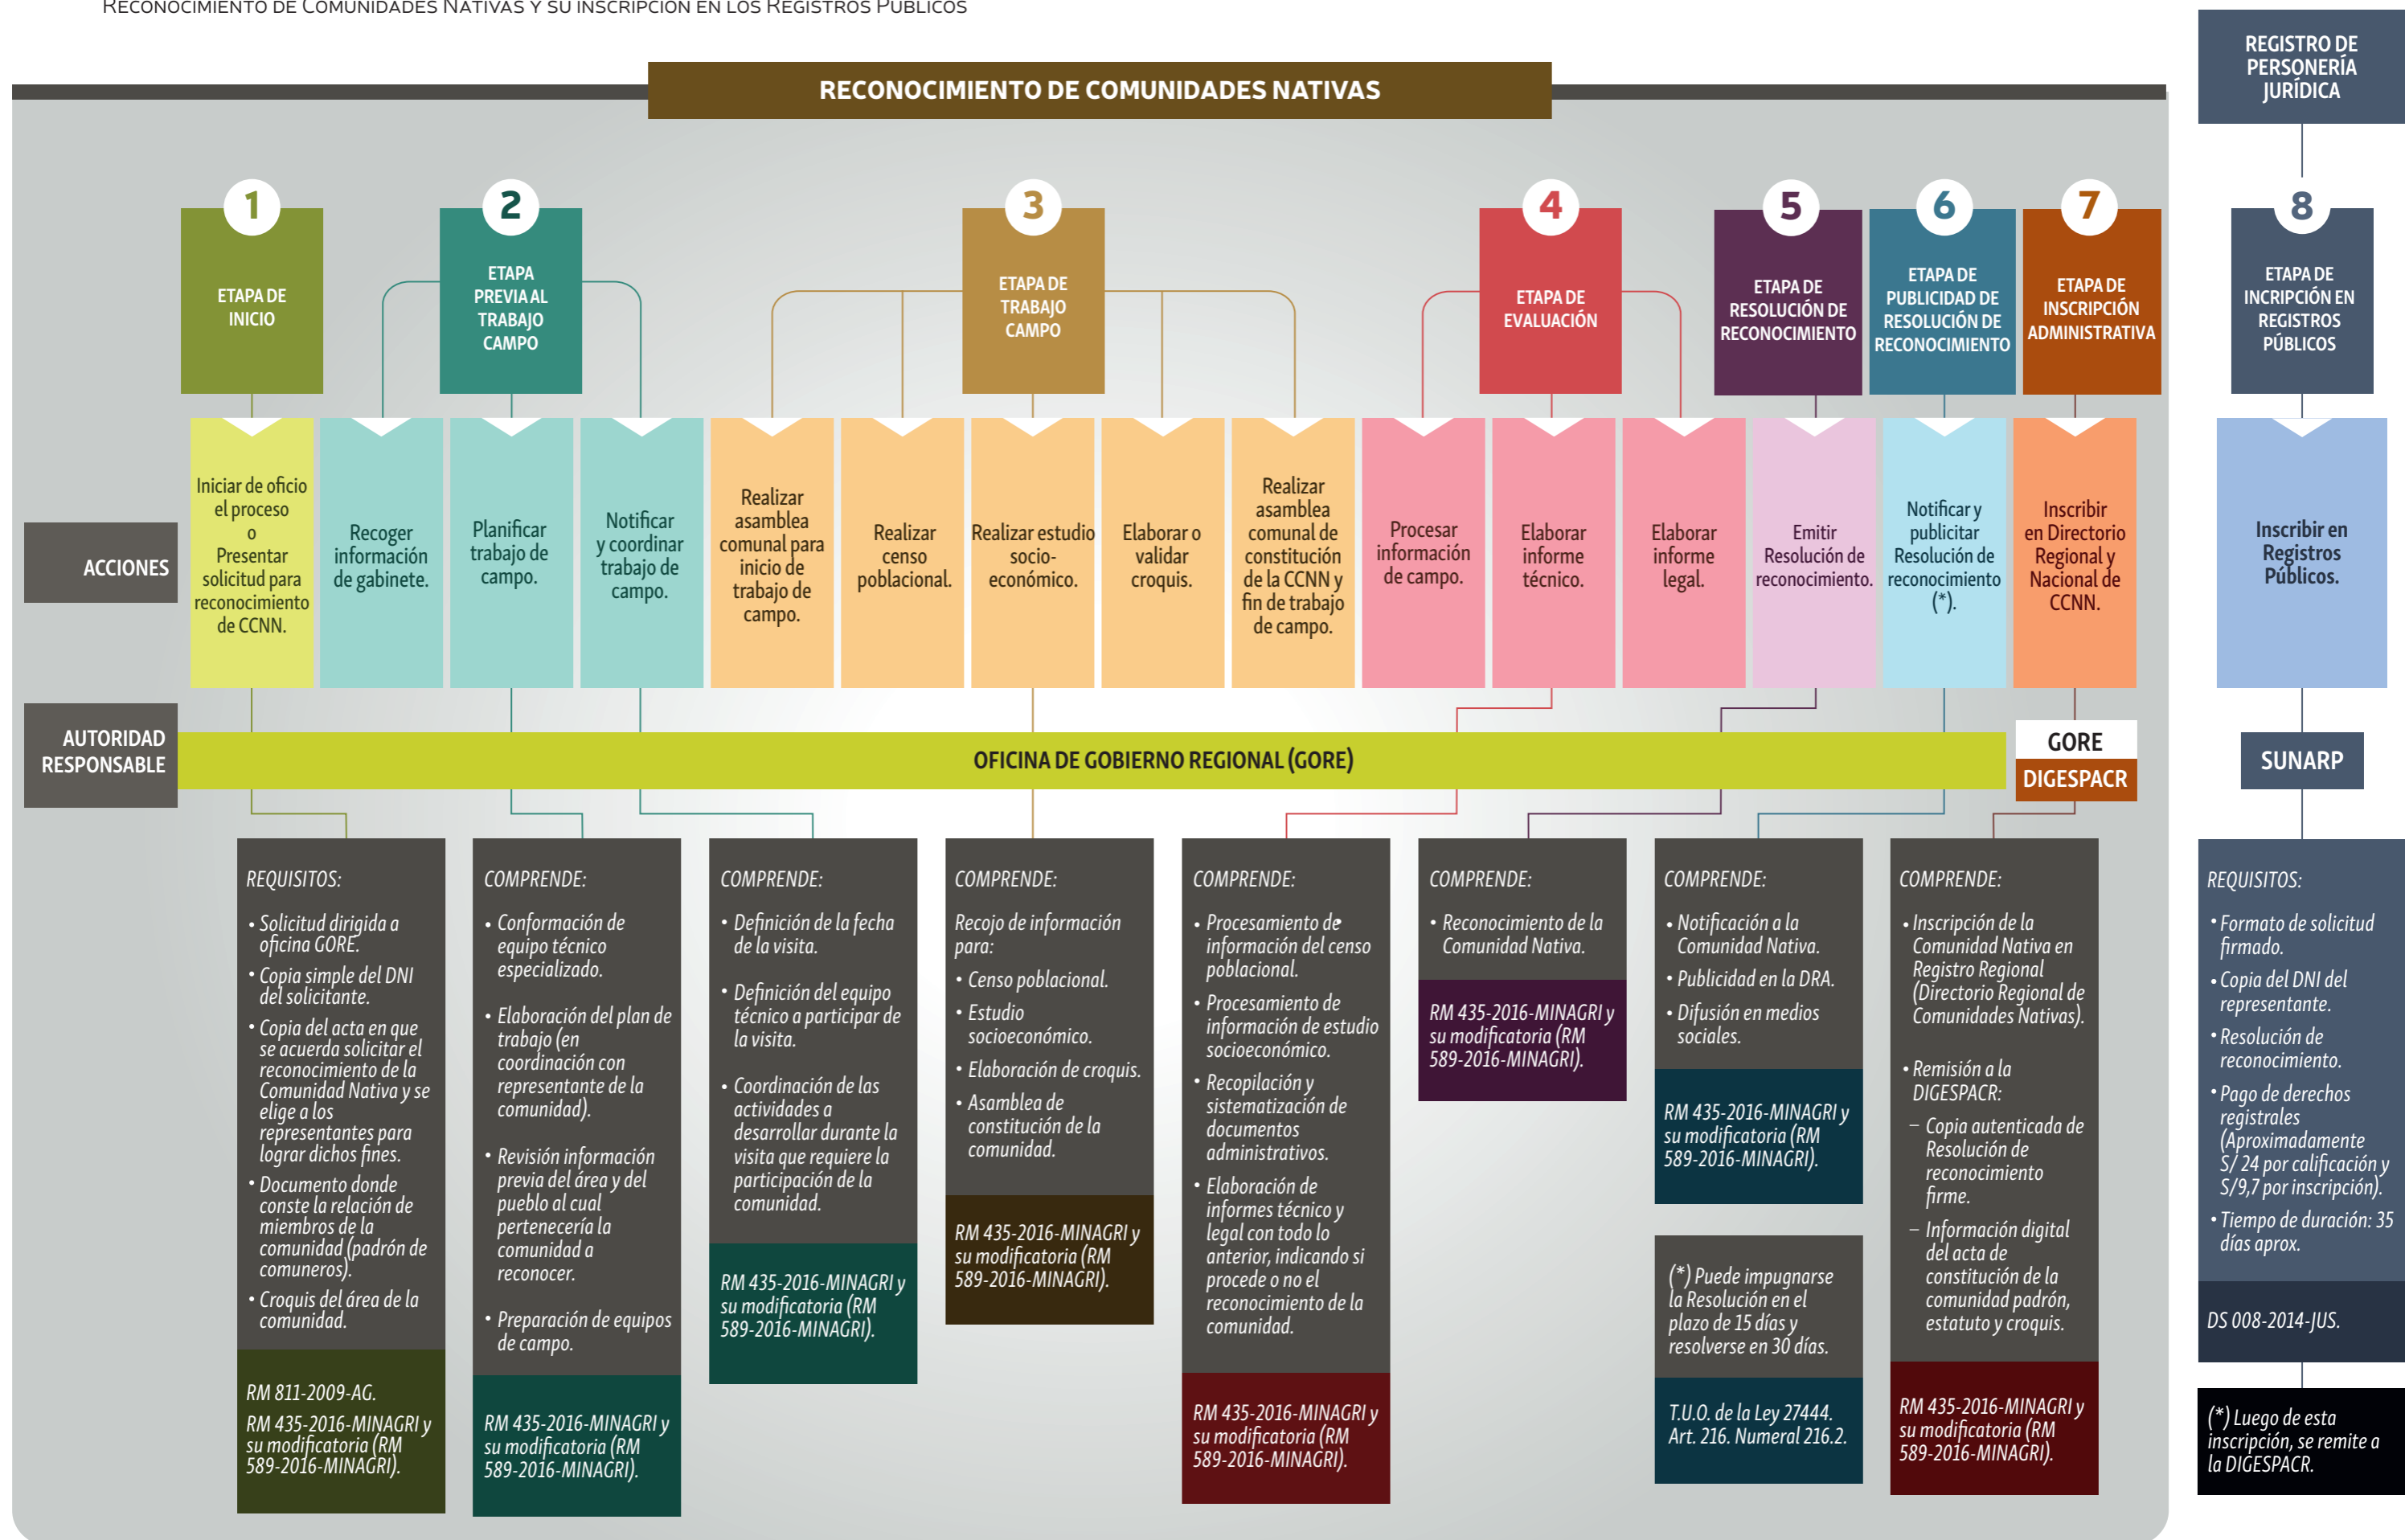 RECONOCIMIENTO DE COMUNIDADES NATIVAS Y SU INSCRIPCIÓN EN LOS REGISTROS PÚBLICOS
RECONOCIMIENTO DE COMUNIDADES NATIVAS
REGISTRO DE
PERSONERÍA
JURÍDICA
1
ETAPA DE
INICIO
2
ETAPA
PREVIA AL
TRABAJO
CAMPO
3
ETAPA DE
TRABAJO
CAMPO
4
ETAPA DE
EVALUACIÓN
5
ETAPA DE
RESOLUCIÓN DE
RECONOCIMIENTO
6
ETAPA DE
PUBLICIDAD DE
RESOLUCIÓN DE
RECONOCIMIENTO
7
ETAPA DE
INSCRIPCIÓN
ADMINISTRATIVA
8
ETAPA DE
INCRIPCIÓN EN
REGISTROS
PÚBLICOS
ACCIONES
Iniciar de oficio
el proceso
o
Presentar
solicitud para
reconocimiento
de CCNN.
Recoger
información
de gabinete.
Planificar
trabajo de
campo.
Notificar
y coordinar
trabajo de
campo.
Realizar
asamblea
comunal para
inicio de
trabajo de
campo.
Realizar
censo
poblacional.
Realizar estudio
socio-
económico.
Elaborar o
validar
croquis.
Realizar
asamblea
comunal de
constitución
de la CCNN y
fin de trabajo
de campo.
Procesar
información
de campo.
Elaborar
informe
técnico.
Elaborar
informe
legal.
Emitir
Resolución de
reconocimiento.
Notificar y
publicitar
Resolución de
reconocimiento
(*).
Inscribir
en Directorio
Regional y
Nacional de
CCNN.
Inscribir en
Registros
Públicos.
AUTORIDAD
RESPONSABLE
OFICINA DE GOBIERNO REGIONAL (GORE)
GORE
DIGESPACR
SUNARP
REQUISITOS:
• Solicitud dirigida a
oficina GORE.
• Copia simple del DNI
del solicitante.
• Copia del acta en que
se acuerda solicitar el
reconocimiento de la
Comunidad Nativa y se
elige a los
representantes para
lograr dichos fines.
• Documento donde
conste la relación de
miembros de la
comunidad (padrón de
comuneros).
• Croquis del área de la
comunidad.
RM 811-2009-AG.
RM 435-2016-MINAGRI y
su modificatoria (RM
589-2016-MINAGRI).
COMPRENDE:
• Conformación de
equipo técnico
especializado.
• Elaboración del plan de
trabajo (en
coordinación con
representante de la
comunidad).
• Revisión información
previa del área y del
pueblo al cual
pertenecería la
comunidad a
reconocer.
• Preparación de equipos
de campo.
RM 435-2016-MINAGRI y
su modificatoria (RM
589-2016-MINAGRI).
COMPRENDE:
• Definición de la fecha
de la visita.
• Definición del equipo
técnico a participar de
la visita.
• Coordinación de las
actividades a
desarrollar durante la
visita que requiere la
participación de la
comunidad.
RM 435-2016-MINAGRI y
su modificatoria (RM
589-2016-MINAGRI).
COMPRENDE:
Recojo de información
para:
• Censo poblacional.
• Estudio
socioeconómico.
• Elaboración de croquis.
• Asamblea de
constitución de la
comunidad.
RM 435-2016-MINAGRI y
su modificatoria (RM
589-2016-MINAGRI).
COMPRENDE:
• Procesamiento de
información del censo
poblacional.
• Procesamiento de
información de estudio
socioeconómico.
• Recopilación y
sistematización de
documentos
administrativos.
• Elaboración de
informes técnico y
legal con todo lo
anterior, indicando si
procede o no el
reconocimiento de la
comunidad.
RM 435-2016-MINAGRI y
su modificatoria (RM
589-2016-MINAGRI).
COMPRENDE:
• Reconocimiento de la
Comunidad Nativa.
RM 435-2016-MINAGRI y
su modificatoria (RM
589-2016-MINAGRI).
COMPRENDE:
• Notificación a la
Comunidad Nativa.
• Publicidad en la DRA.
• Difusión en medios
sociales.
RM 435-2016-MINAGRI y
su modificatoria (RM
589-2016-MINAGRI).
(*) Puede impugnarse
la Resolución en el
plazo de 15 días y
resolverse en 30 días.
T.U.O. de la Ley 27444.
Art. 216. Numeral 216.2.
COMPRENDE:
• Inscripción de la
Comunidad Nativa en
Registro Regional
(Directorio Regional de
Comunidades Nativas).
• Remisión a la
DIGESPACR:
– Copia autenticada de
Resolución de
reconocimiento
firme.
– Información digital
del acta de
constitución de la
comunidad padrón,
estatuto y croquis.
RM 435-2016-MINAGRI y
su modificatoria (RM
589-2016-MINAGRI).
REQUISITOS:
• Formato de solicitud
firmado.
• Copia del DNI del
representante.
• Resolución de
reconocimiento.
• Pago de derechos
registrales
(Aproximadamente
S/ 24 por calificación y
S/9,7 por inscripción).
• Tiempo de duración: 35
días aprox.
DS 008-2014-JUS.
(*) Luego de esta
inscripción, se remite a
la DIGESPACR.